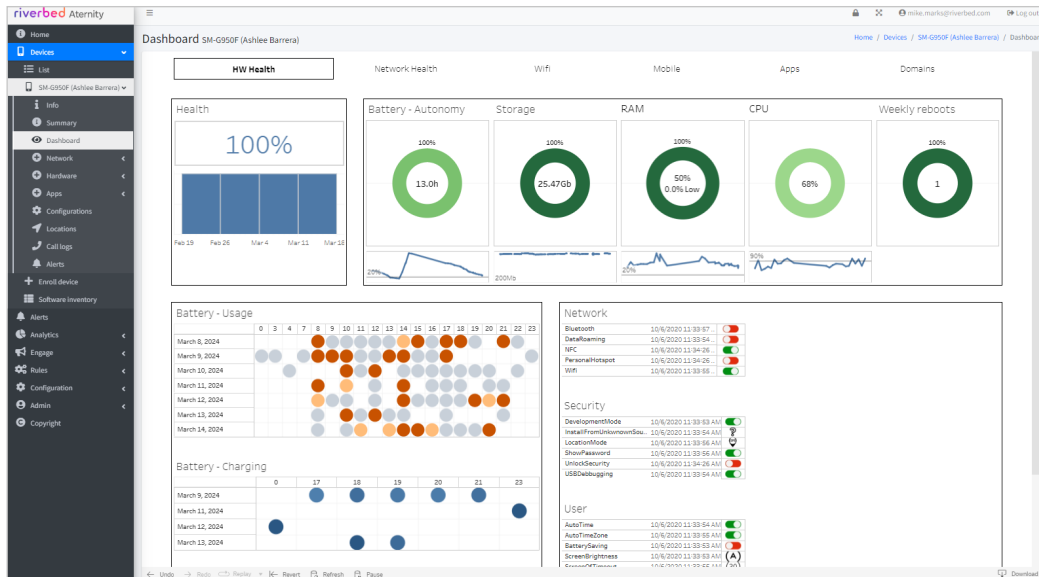 riverbed Aternity
mike.marks@riverbed.com Log out
Home
Devices
List
SM-G950F (Ashlee Barrera)
Info
Summary
Dashboard
Network
Hardware
Apps
Configurations
Locations
Call logs
Alerts
Enroll device
Software inventory
Alerts
Analytics
Engage
Rules
Configuration
Admin
Copyright
Dashboard SM-G950F (Ashlee Barrera)
Home / Devices / SM-G950F (Ashlee Barrera) / Dashboar
HW Health Network Health Wifi Mobile Apps Domains
Health
100%
Feb 19 Feb 26 Mar 4 Mar 11 Mar 18
Battery - Autonomy Storage RAM CPU Weekly reboots
100% 100% 100% 100%
13.0h 25.47Gb 50% 68% 1
0.0% Low
20% 200Mb 20% 90%
Battery - Usage
0 3 4 7 8 9 10 11 12 13 14 15 16 17 18 19 20 21 22 23
March 8, 2024
March 9, 2024
March 10, 2024
March 11, 2024
March 12, 2024
March 13, 2024
March 14, 2024
Battery - Charging
0 17 18 19 20 21 23
March 9, 2024
March 11, 2024
March 12, 2024
March 13, 2024
Network
Bluetooth 10/6/2020 11:33:57 ..
DataRoaming 10/6/2020 11:33:54 ..
NFC 10/6/2020 11:34:26 ..
PersonalHotspot 10/6/2020 11:34:26 ..
Wifi 10/6/2020 11:33:55 ..
Security
DevelopmentMode 10/6/2020 11:33:54 AM
InstallFromUnkwnownSou.. 10/6/2020 11:33:54 AM
LocationMode 10/6/2020 11:33:56 AM
ShowPassword 10/6/2020 11:33:56 AM
UnlockSecurity 10/6/2020 11:34:26 AM
USBDebbugging 10/6/2020 11:33:54 AM
User
AutoTime 10/6/2020 11:33:54 AM
AutoTimeZone 10/6/2020 11:33:55 AM
BatterySaving 10/6/2020 11:33:53 AM
ScreenBrightness 10/6/2020 11:33:53 AM (A)
Undo Redo Replay Revert Refresh Pause Download